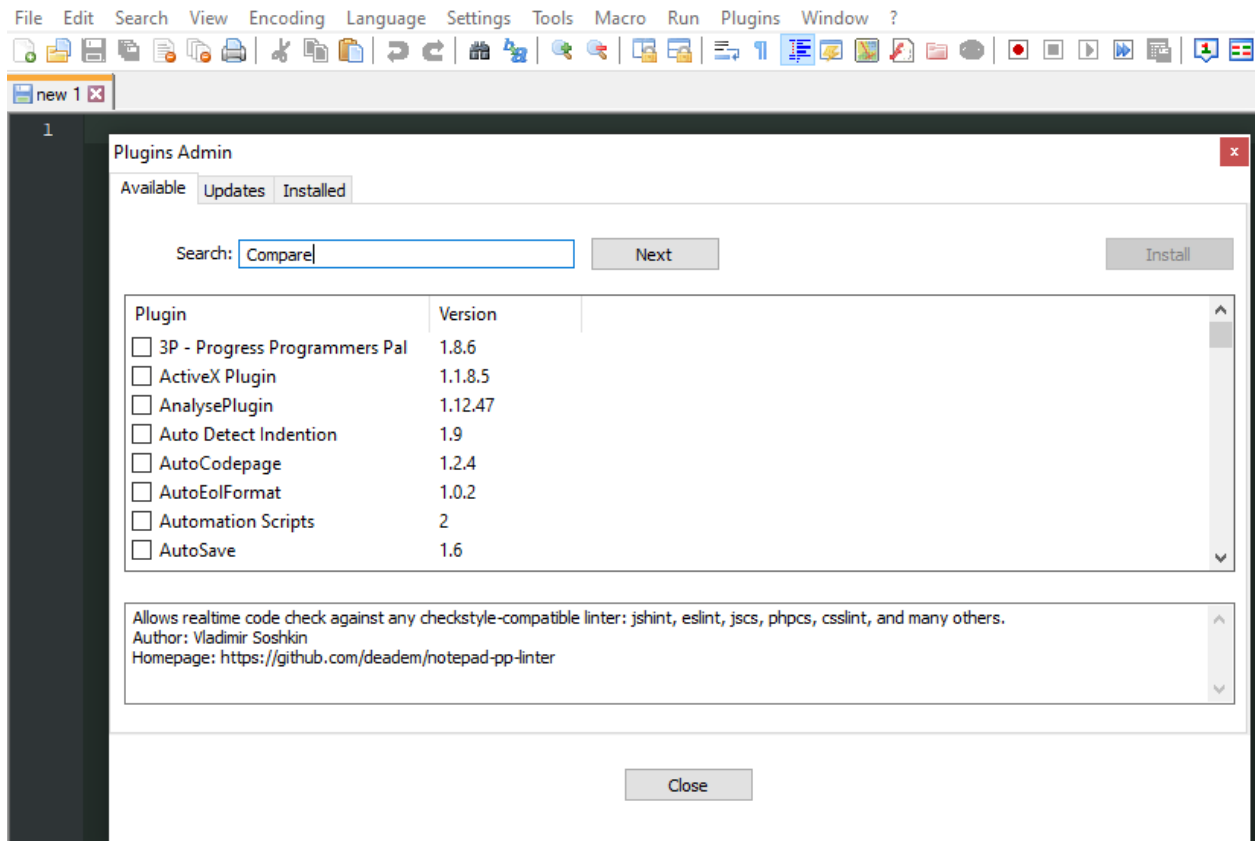 File Edit Search View Encoding Language Settings Tools Macro Run Plugins Window ?
new 1
1
Plugins Admin
Available Updates Installed
Search: Compare Next Install
Plugin Version
3P - Progress Programmers Pal 1.8.6
ActiveX Plugin 1.1.8.5
AnalysePlugin 1.12.47
Auto Detect Indention 1.9
AutoCodepage 1.2.4
AutoEolFormat 1.0.2
Automation Scripts 2
AutoSave 1.6
Allows realtime code check against any checkstyle-compatible linter: jshint, eslint, jscs, phpcs, csslint, and many others.
Author: Vladimir Soshkin
Homepage: https://github.com/deadem/notepad-pp-linter
Close